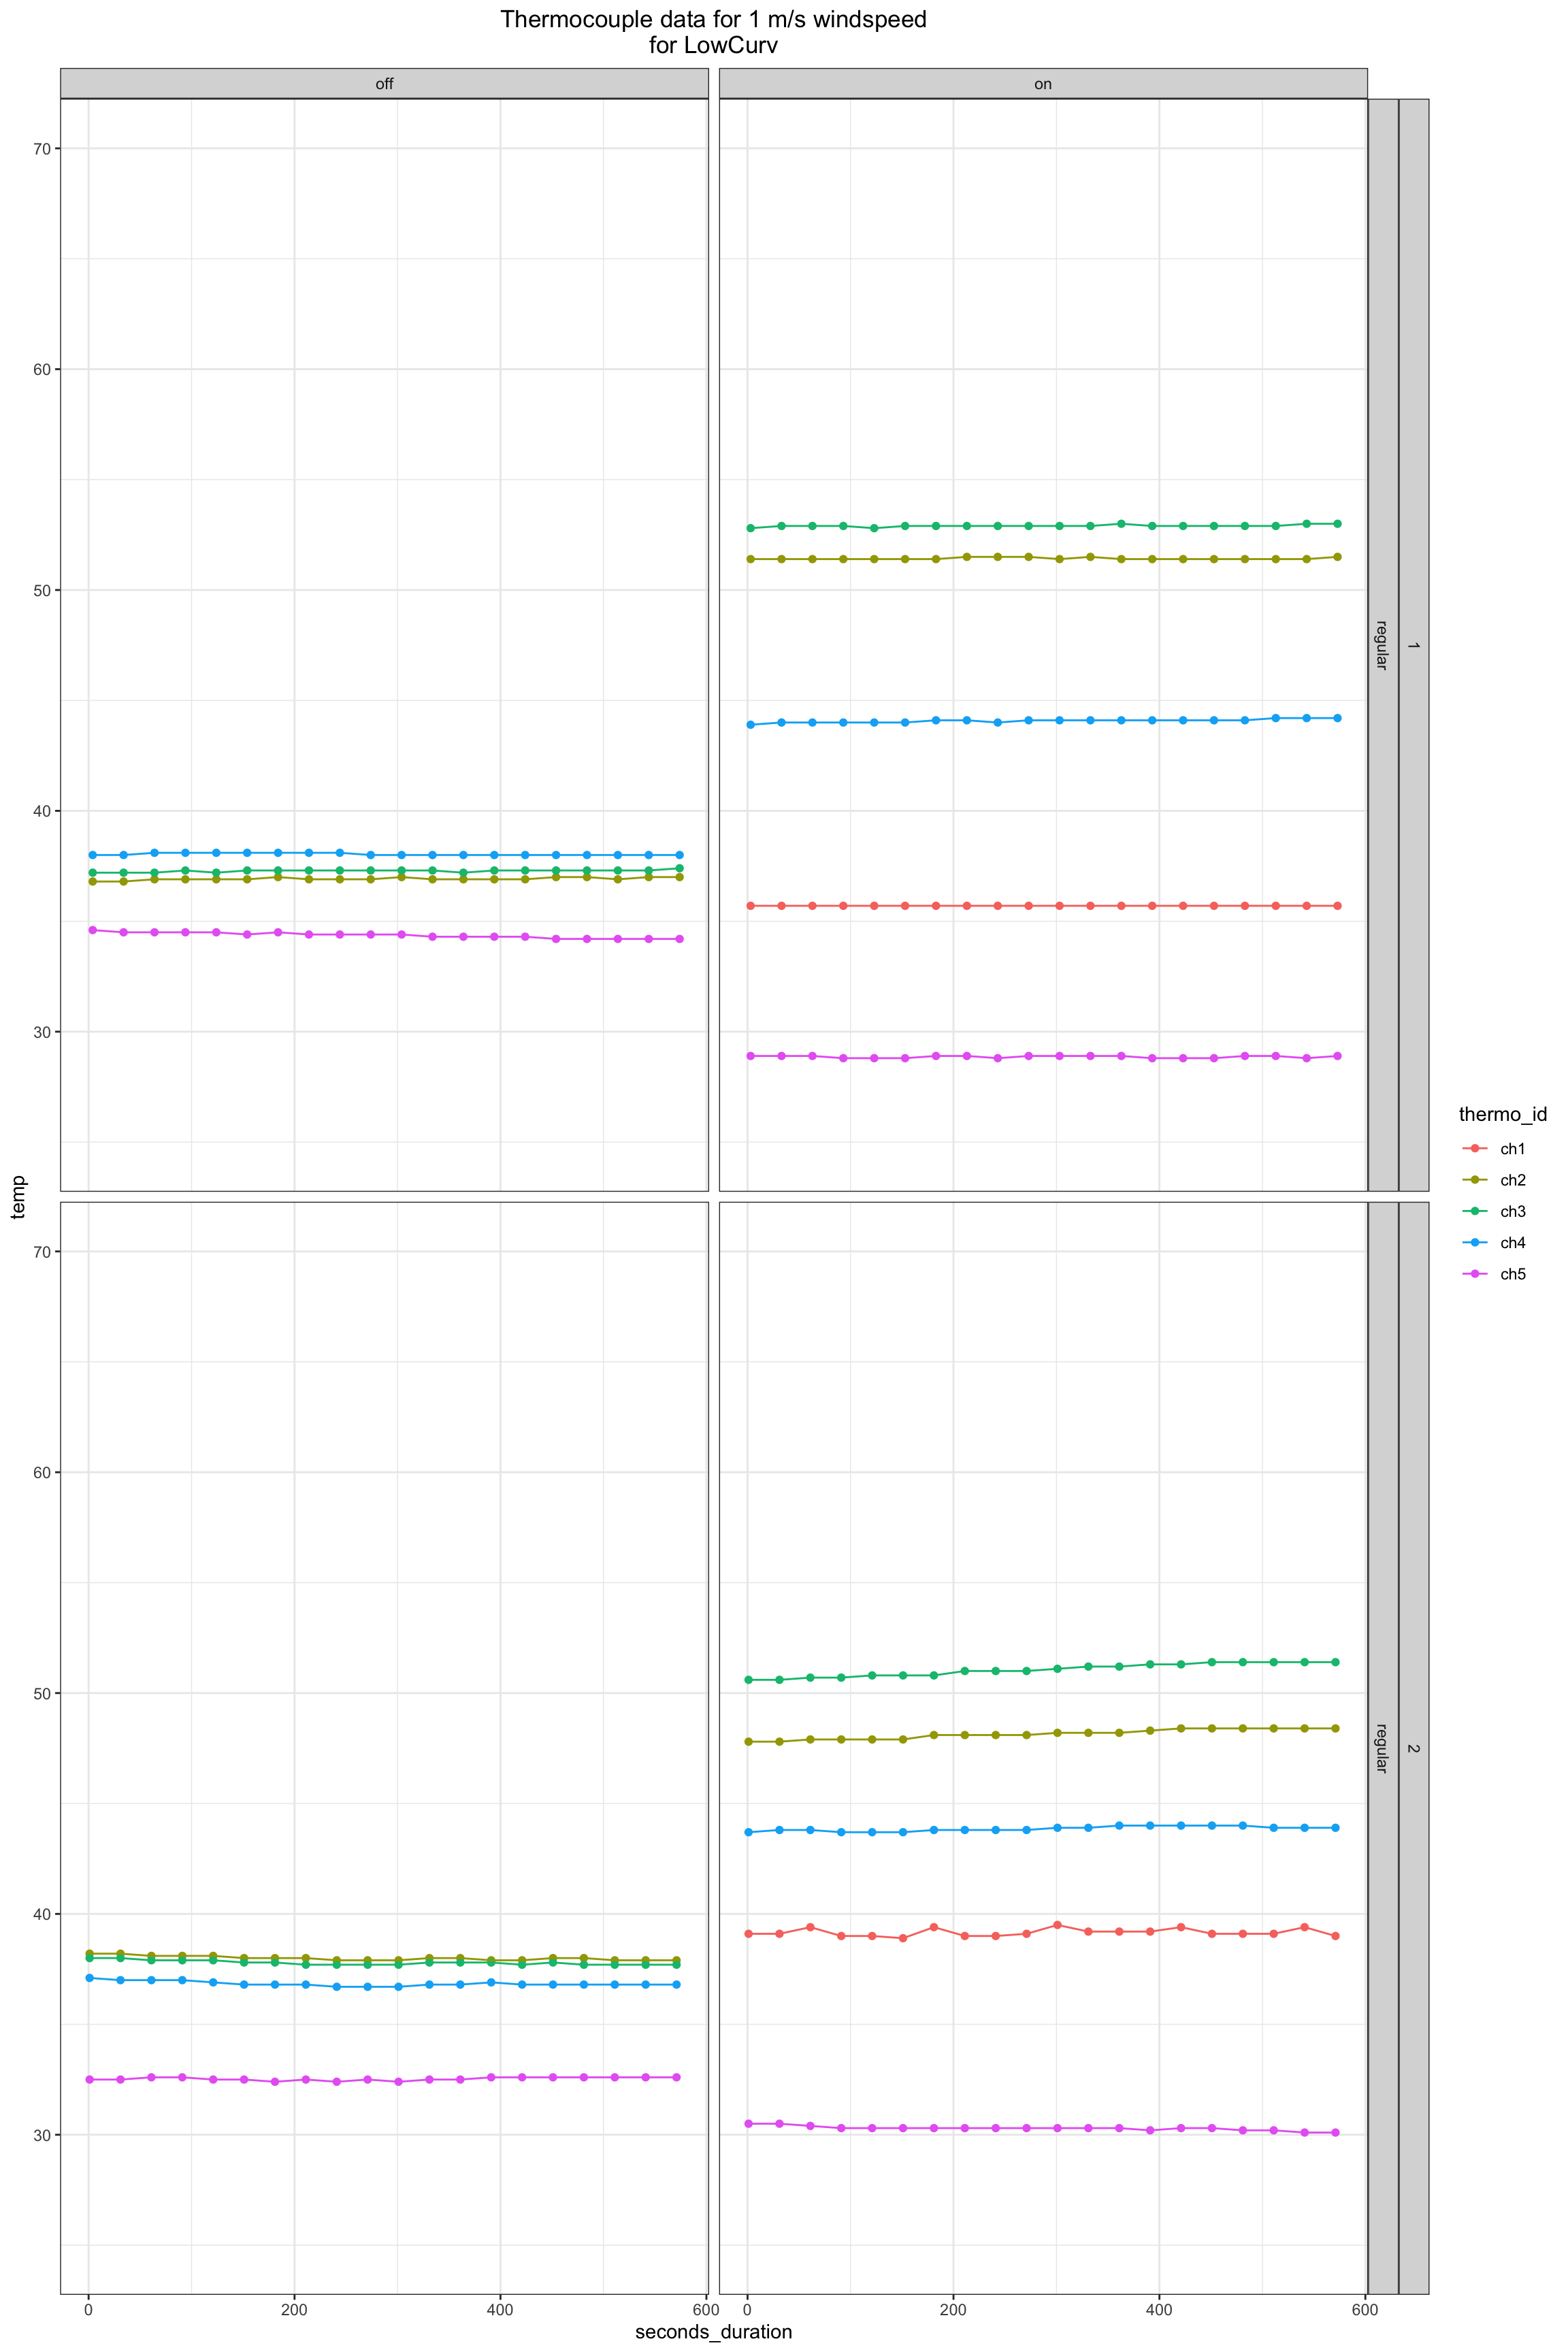 Thermocouple data for 1 m/s windspeed
for LowCurv
off
on
70
60
50
40
30
regular
1
temp
70
60
50
40
30
regular
2
0
200
400
600
0
200
400
600
seconds_duration
thermo_id
ch1
ch2
ch3
ch4
ch5